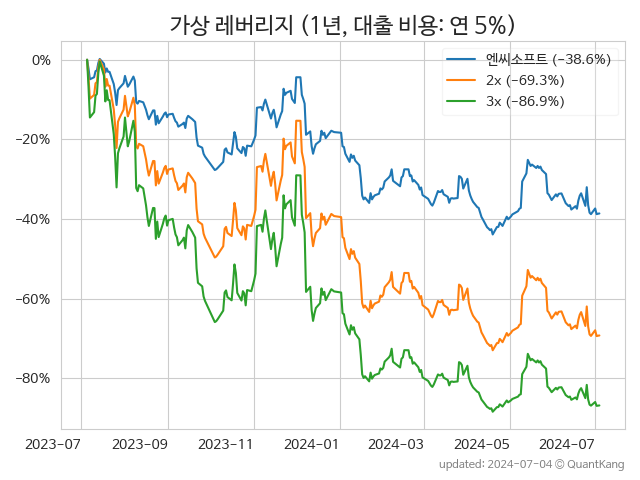 가상 레버리지 (1년, 대출 비용: 연 5%)
엔씨소프트 (−38.6%)
2x (−69.3%)
3x (−86.9%)
0%
−20%
−40%
−60%
−80%
2023-07
2023-09
2023-11
2024-01
2024-03
2024-05
2024-07
updated: 2024-07-04 © QuantKang